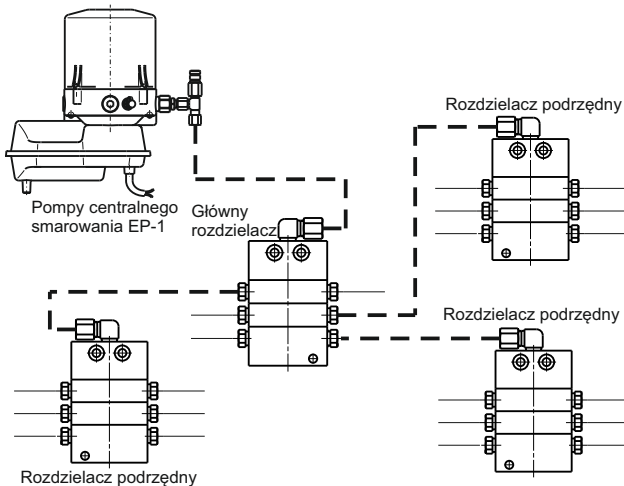 Rozdzielacz podrzędny
Pompy centralnego
smarowania EP-1
Główny
rozdzielacz
Rozdzielacz podrzędny
Rozdzielacz podrzędny